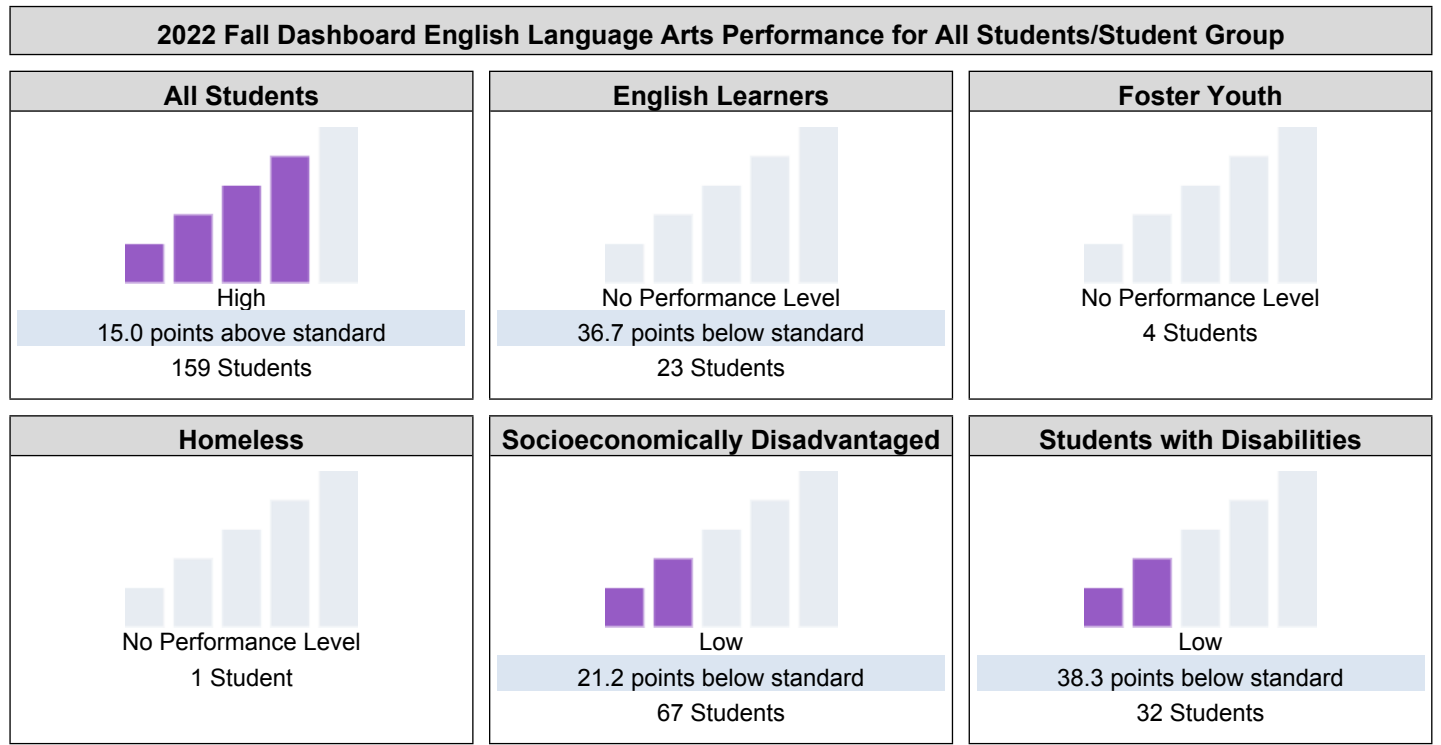 2022 Fall Dashboard English Language Arts Performance for All Students/Student Group
All Students
High
15.0 points above standard
159 Students
English Learners
No Performance Level
36.7 points below standard
23 Students
Foster Youth
No Performance Level
4 Students
Homeless
No Performance Level
1 Student
Socioeconomically Disadvantaged
Low
21.2 points below standard
67 Students
Students with Disabilities
Low
38.3 points below standard
32 Students